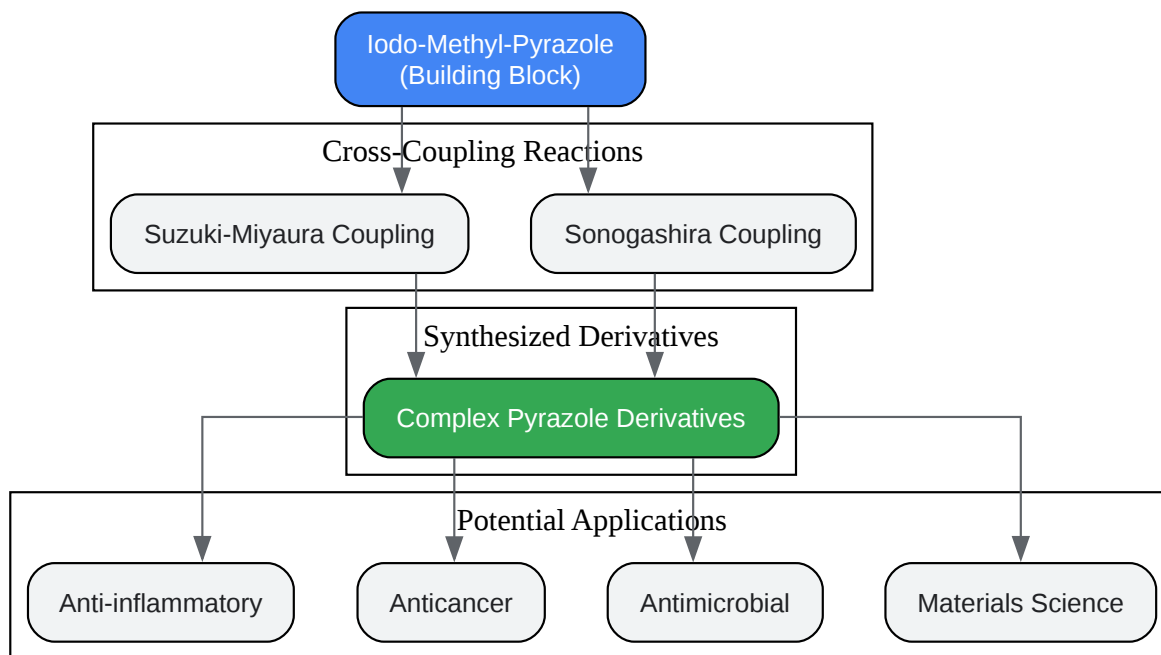 Iodo-Methyl-Pyrazole
(Building Block)
Cross-Coupling Reactions
Suzuki-Miyaura Coupling
Sonogashira Coupling
Synthesized Derivatives
Complex Pyrazole Derivatives
Potential Applications
Anti-inflammatory
Anticancer
Antimicrobial
Materials Science